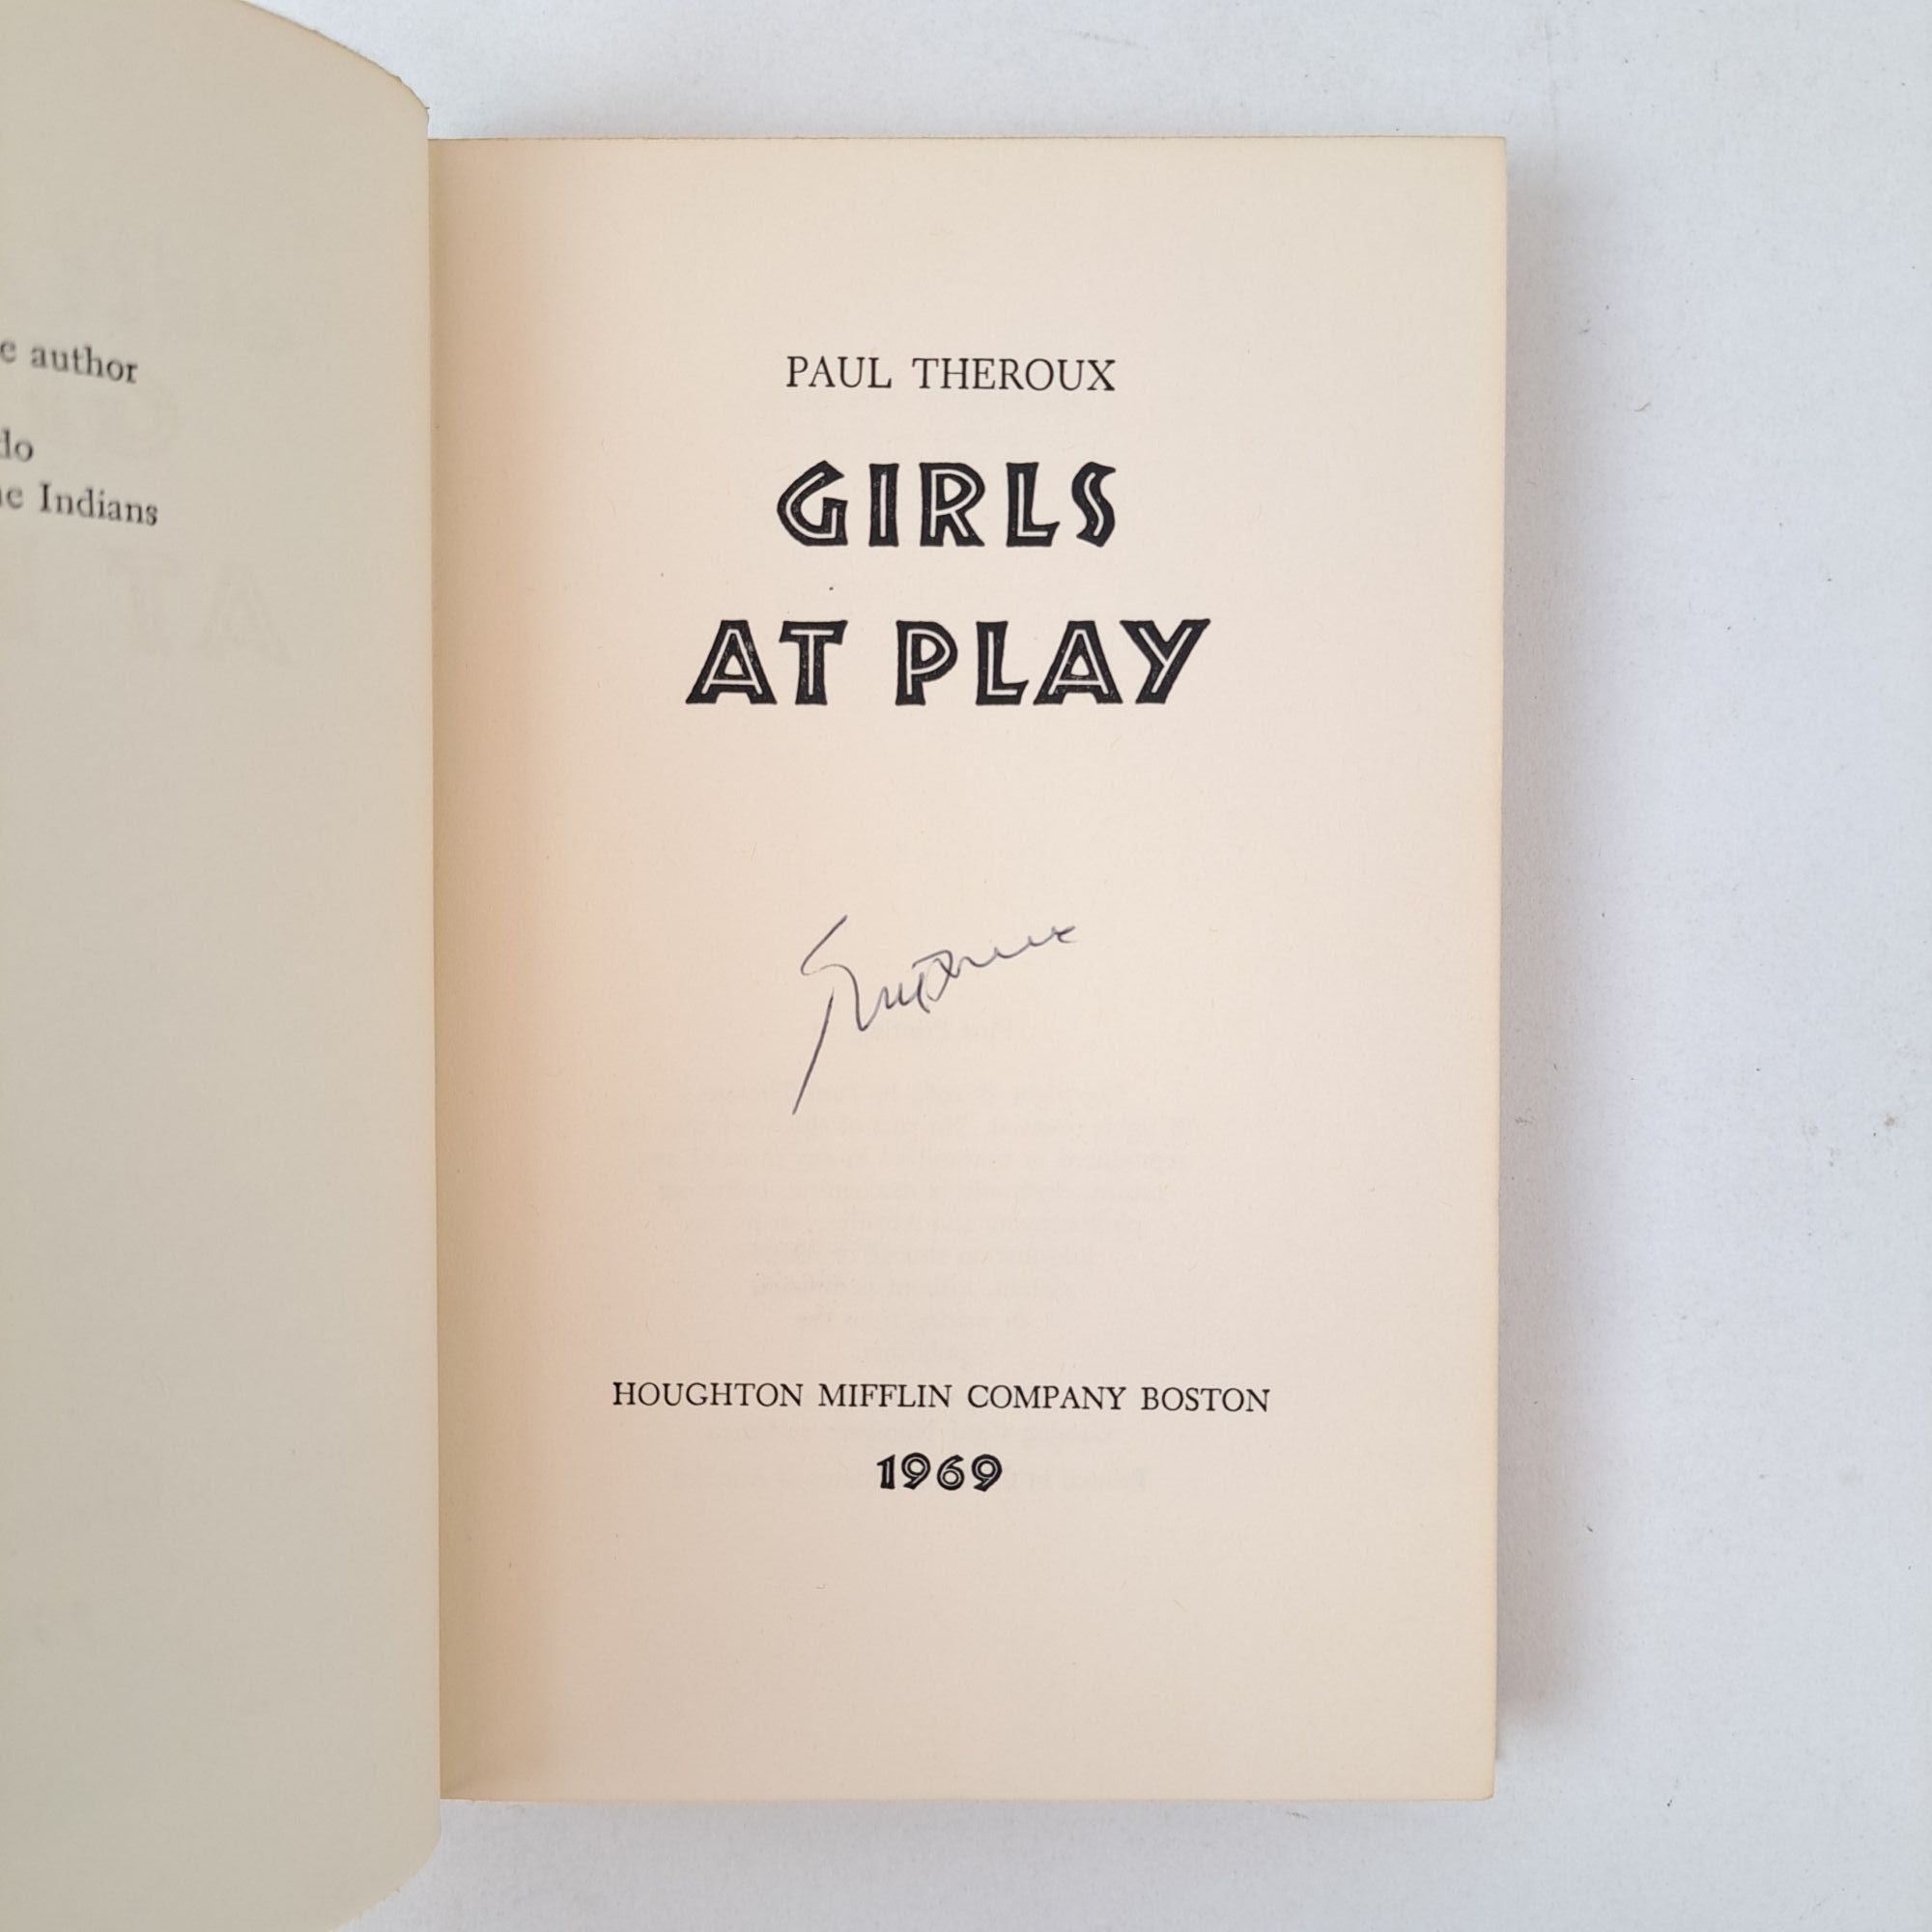 e author
do
Indians
PAUL THEROUX
GIRLS
AT PLAY
HOUGHTON MIFFLIN COMPANY BOSTON
1969